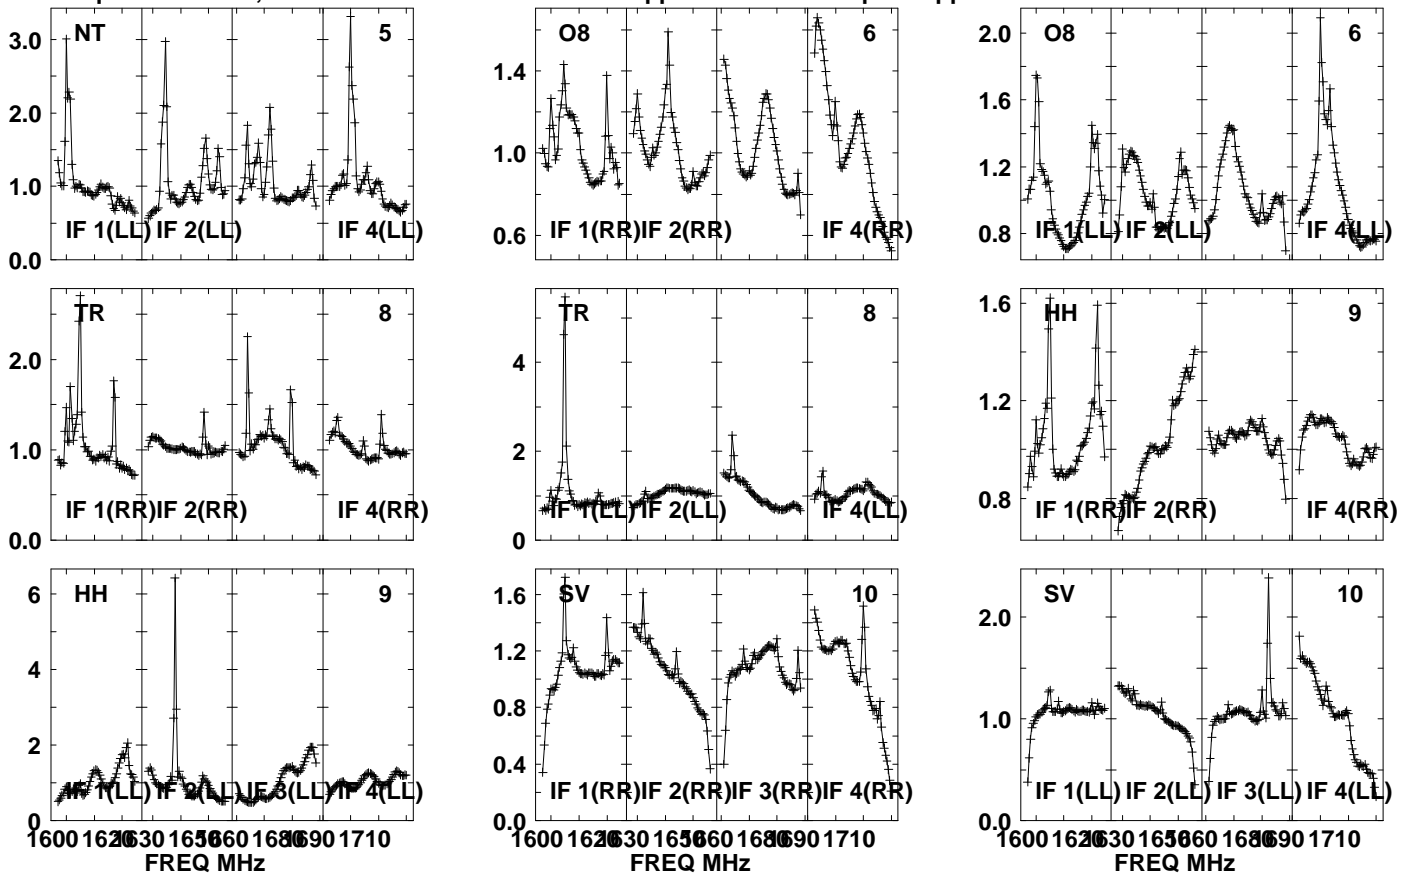 NT 5
3.0
2.0
1.0
0.0
IF 1(LL) IF 2(LL) IF 4(LL)
O8 6
1.4
1.0
0.6
IF 1(RR) IF 2(RR) IF 4(RR)
O8 6
2.0
1.6
1.2
0.8
IF 1(LL) IF 2(LL) IF 4(LL)
TR 8
2.0
1.0
0.0
IF 1(RR) IF 2(RR) IF 4(RR)
TR 8
4
2
0
IF 1(LL) IF 2(LL) IF 4(LL)
HH 9
1.6
1.2
0.8
IF 1(RR) IF 2(RR) IF 4(RR)
HH 9
6
4
2
0
IF 1(LL) IF 2(LL) IF 3(LL) IF 4(LL)
1600 1620 1630 1650 1660 1680 1690 1710
FREQ MHz
SV 10
1.6
1.2
0.8
0.4
0.0
IF 1(RR) IF 2(RR) IF 3(RR) IF 4(RR)
1600 1620 1630 1650 1660 1680 1690 1710
SV 10
2.0
1.0
0.0
IF 1(LL) IF 2(LL) IF 3(LL) IF 4(LL)
1600 1620 1630 1650 1660 1680 1690 1710
FREQ MHz